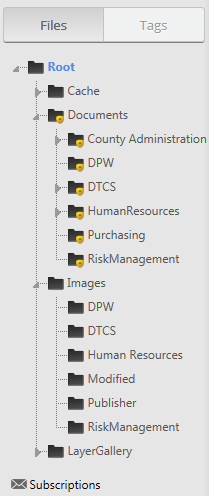 Files
Tags
Root
Cache
Documents
County Administration
DPW
DTCS
HumanResources
Purchasing
RiskManagement
Images
DPW
DTCS
Human Resources
Modified
Publisher
RiskManagement
LayerGallery
Subscriptions